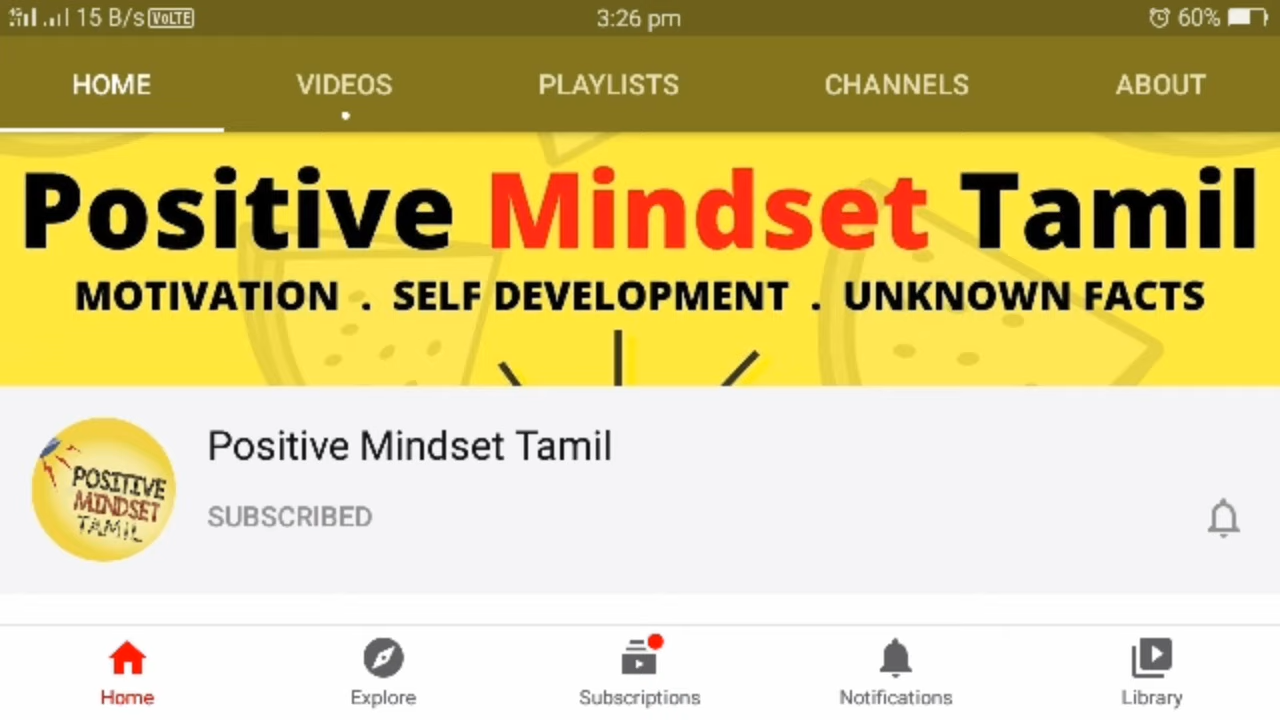 15 B/s VoLTE 3:26 pm 60%
HOME VIDEOS PLAYLISTS CHANNELS ABOUT
Positive Mindset Tamil
MOTIVATION . SELF DEVELOPMENT . UNKNOWN FACTS
Positive Mindset Tamil
SUBSCRIBED
POSITIVE
MINDSET
TAMIL
Home Explore Subscriptions Notifications Library